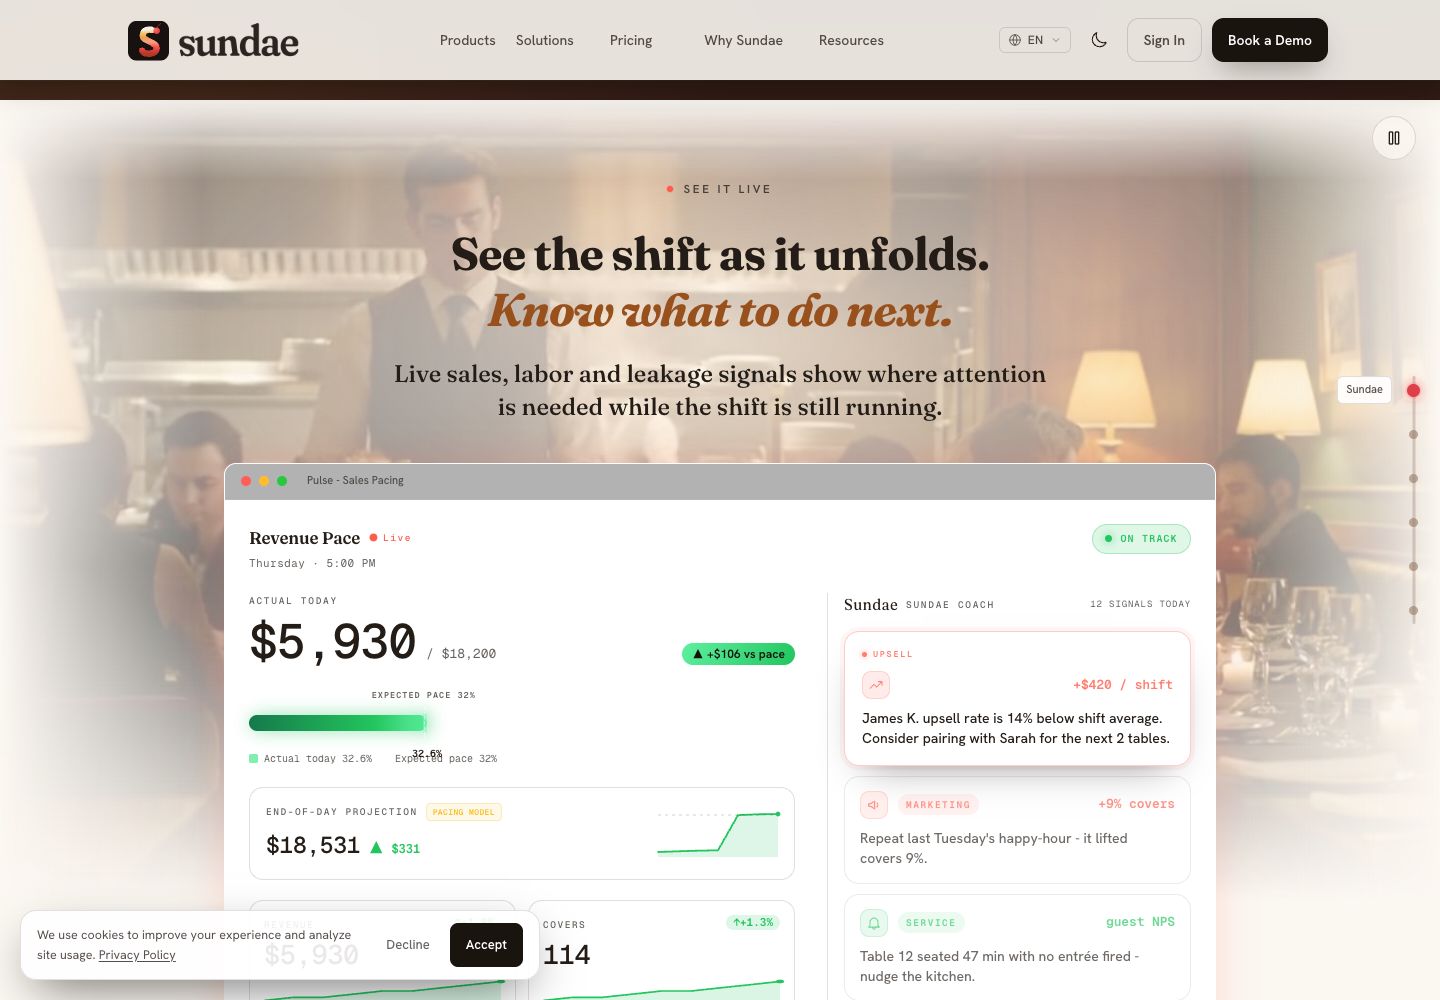 sundae
Products
Solutions
Pricing
Why Sundae
Resources
EN
Sign In
Book a Demo
SEE IT LIVE
See the shift as it unfolds.
Know what to do next.
Live sales, labor and leakage signals show where attention
is needed while the shift is still running.
Sundae
Pulse - Sales Pacing
Revenue Pace
Live
Thursday · 5:00 PM
ON TRACK
ACTUAL TODAY
$5,930 / $18,200
▲ +$106 vs pace
EXPECTED PACE 32%
32.6%
Actual today 32.6%
Expected pace 32%
END-OF-DAY PROJECTION
PACING MODEL
$18,531 ▲ $331
REVENUE
$5,930
COVERS
↑+1.3%
114
Sundae SUNDAE COACH
12 SIGNALS TODAY
UPSELL
+$420 / shift
James K. upsell rate is 14% below shift average.
Consider pairing with Sarah for the next 2 tables.
MARKETING
+9% covers
Repeat last Tuesday's happy-hour - it lifted
covers 9%.
SERVICE
guest NPS
Table 12 seated 47 min with no entrée fired -
nudge the kitchen.
We use cookies to improve your experience and analyze
site usage. Privacy Policy
Decline
Accept